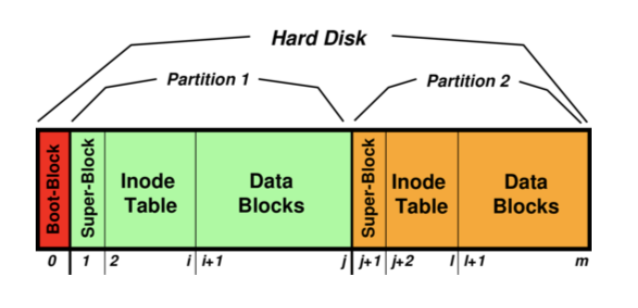 Hard Disk
Partition 1
Partition 2
Boot-Block
Super-Block
Inode
Table
Data
Blocks
Super-Block
Inode
Table
Data
Blocks
0 1 2 i i+1 j j+1 j+2 l l+1 m